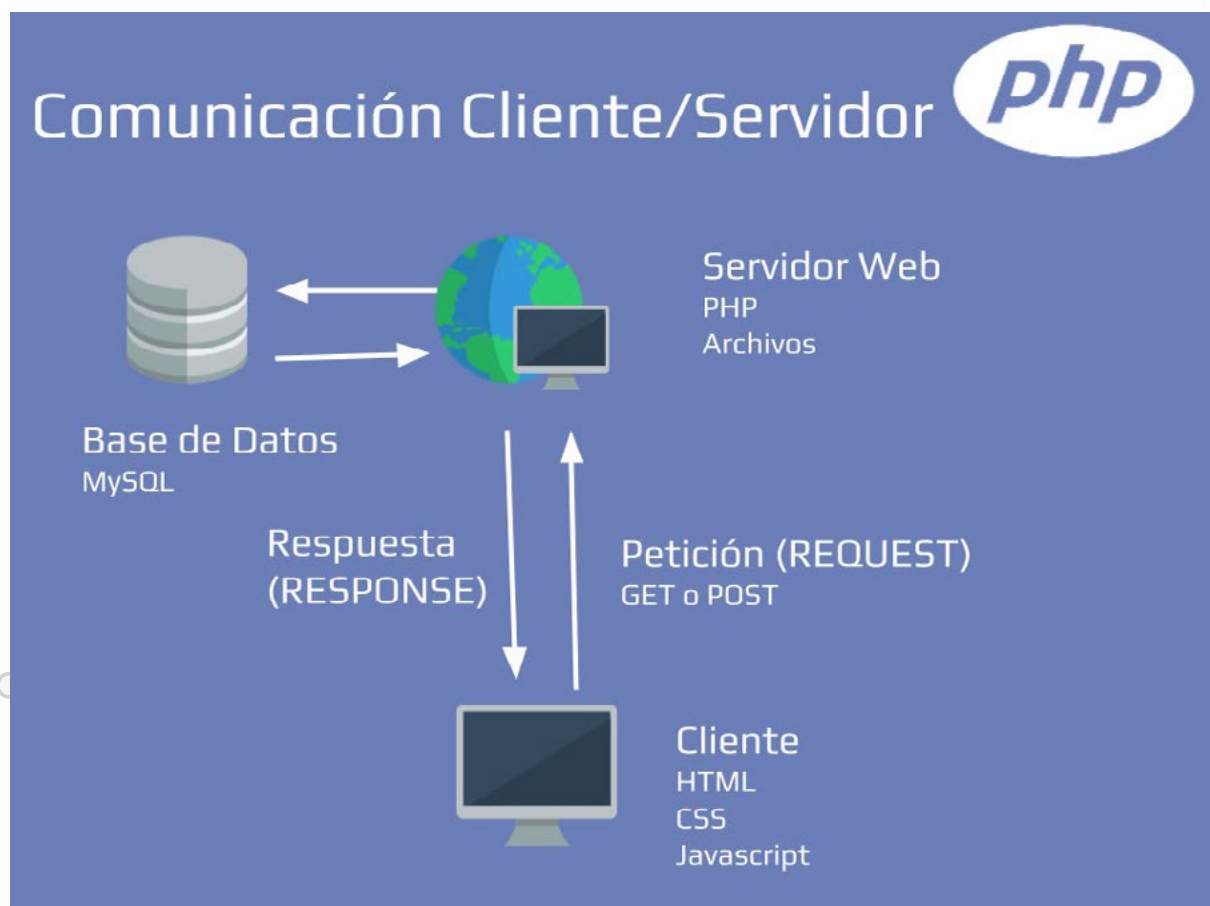 Comunicación Cliente/Servidor
php
Servidor Web
PHP
Archivos
Base de Datos
MySQL
Respuesta
(RESPONSE)
Petición (REQUEST)
GET o POST
Cliente
HTML
CSS
Javascript